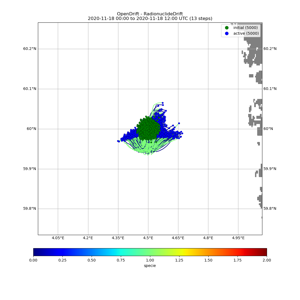 OpenDrift - RadionuclideDrift
2020-11-18 00:00 to 2020-11-18 12:00 UTC (13 steps)
initial (5000)
active (5000)
60.2°N 60.2°N
60.1°N 60.1°N
60°N 60°N
59.9°N 59.9°N
59.8°N 59.8°N
4.05°E 4.2°E 4.35°E 4.5°E 4.65°E 4.8°E 4.95°E
0.00 0.25 0.50 0.75 1.00 1.25 1.50 1.75 2.00
specie